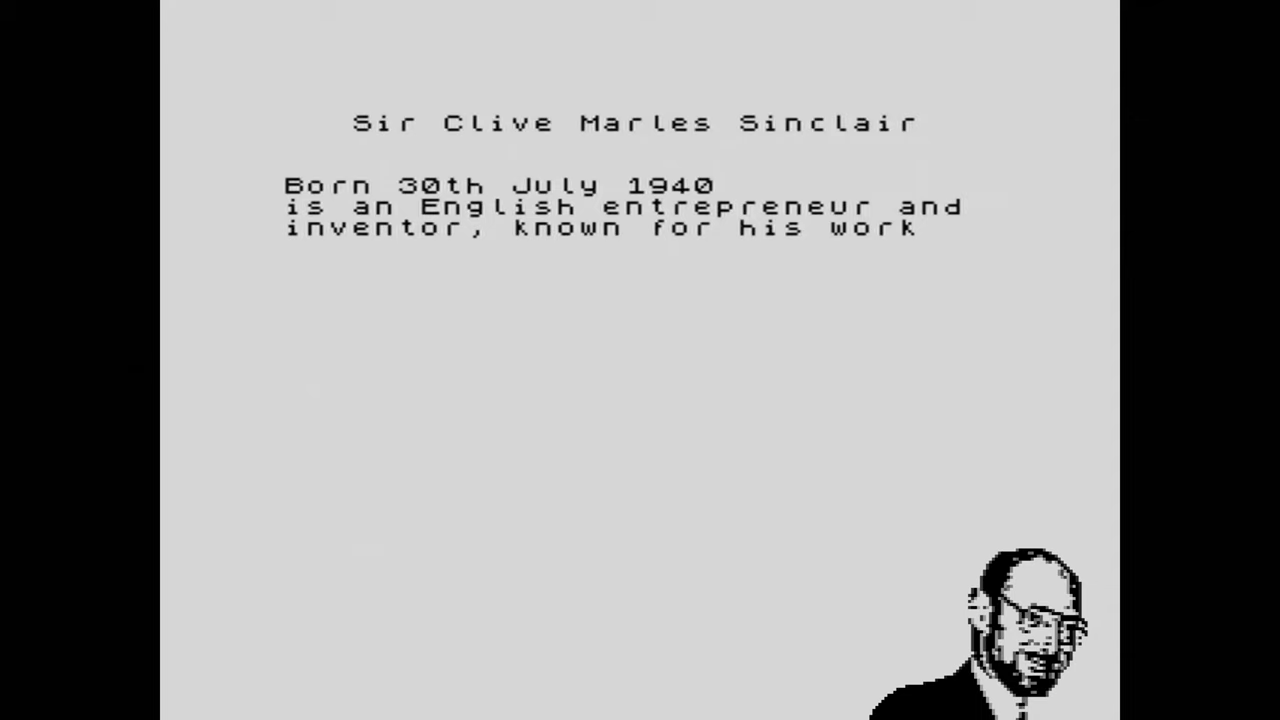 Sir Clive Marles Sinclair
Born 30th July 1940
is an English entrepreneur and
inventor, known for his work